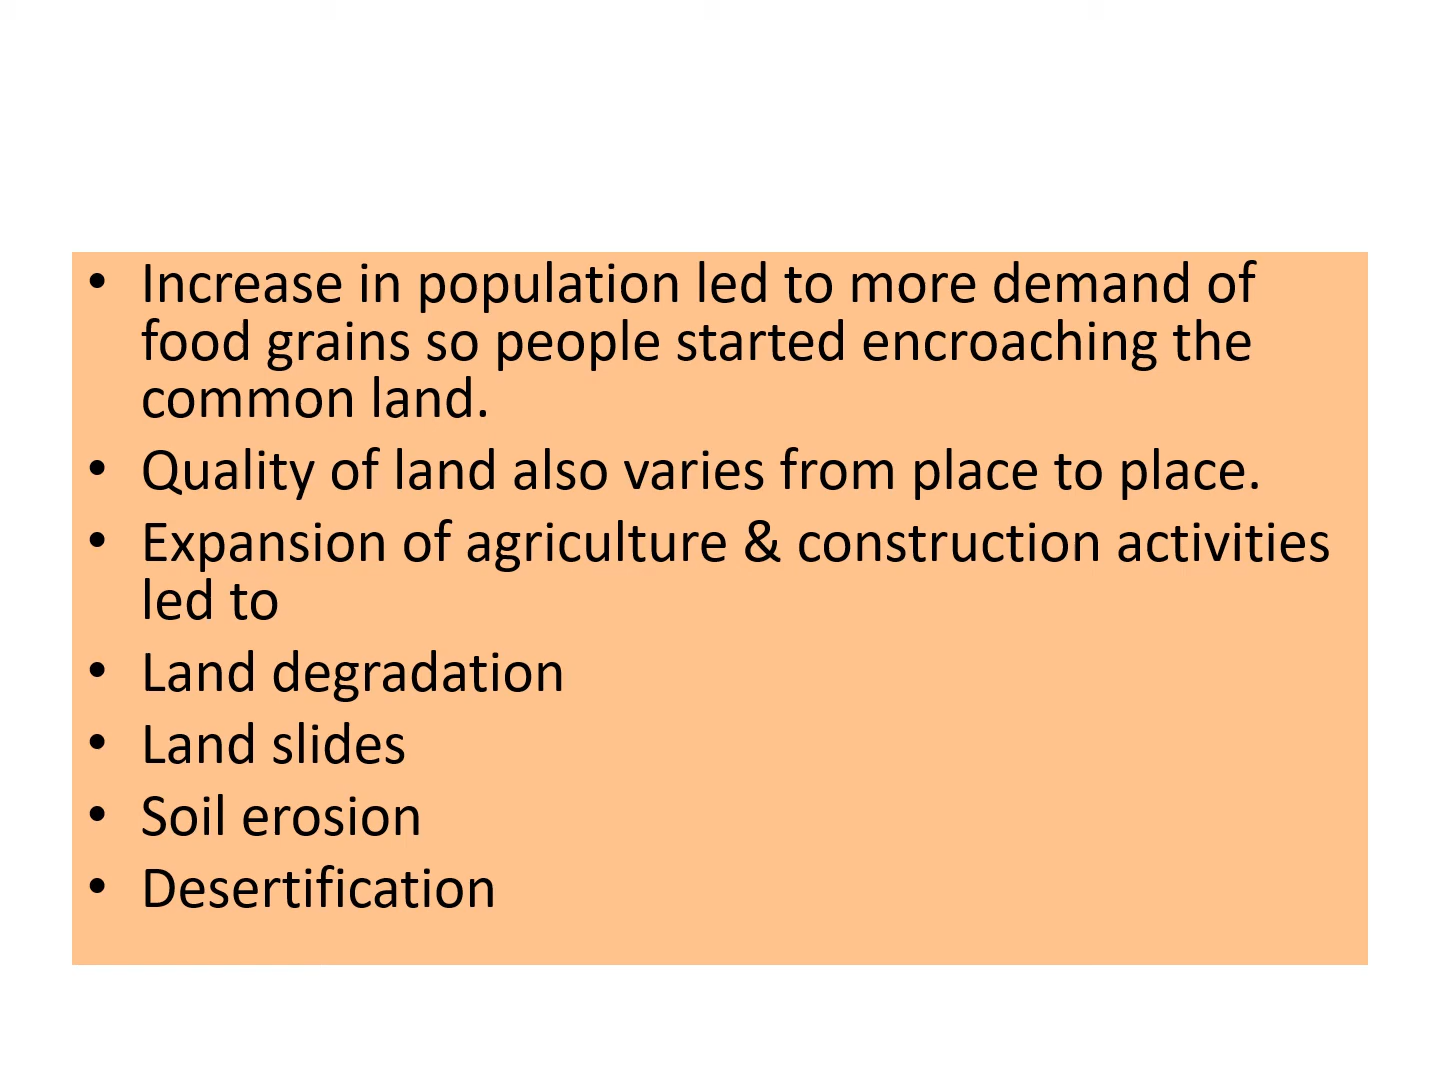 • Increase in population led to more demand of
food grains so people started encroaching the
common land.
• Quality of land also varies from place to place.
• Expansion of agriculture & construction activities
led to
• Land degradation
• Land slides
• Soil erosion
• Desertification